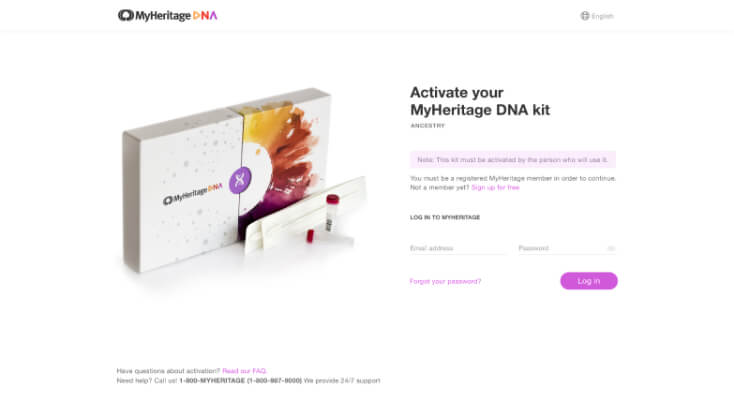 MyHeritage DNA
English
Activate your
MyHeritage DNA kit
ANCESTRY
Note: This kit must be activated by the person who will use it.
You must be a registered MyHeritage member in order to continue.
Not a member yet? Sign up for free
MyHeritage DNA
LOG IN TO MYHERITAGE
Email address
Password
Forgot your password?
Log in
Have questions about activation? Read our FAQ.
Need help? Call us! 1-800-MYHERITAGE (1-800-987-9000) We provide 24/7 support